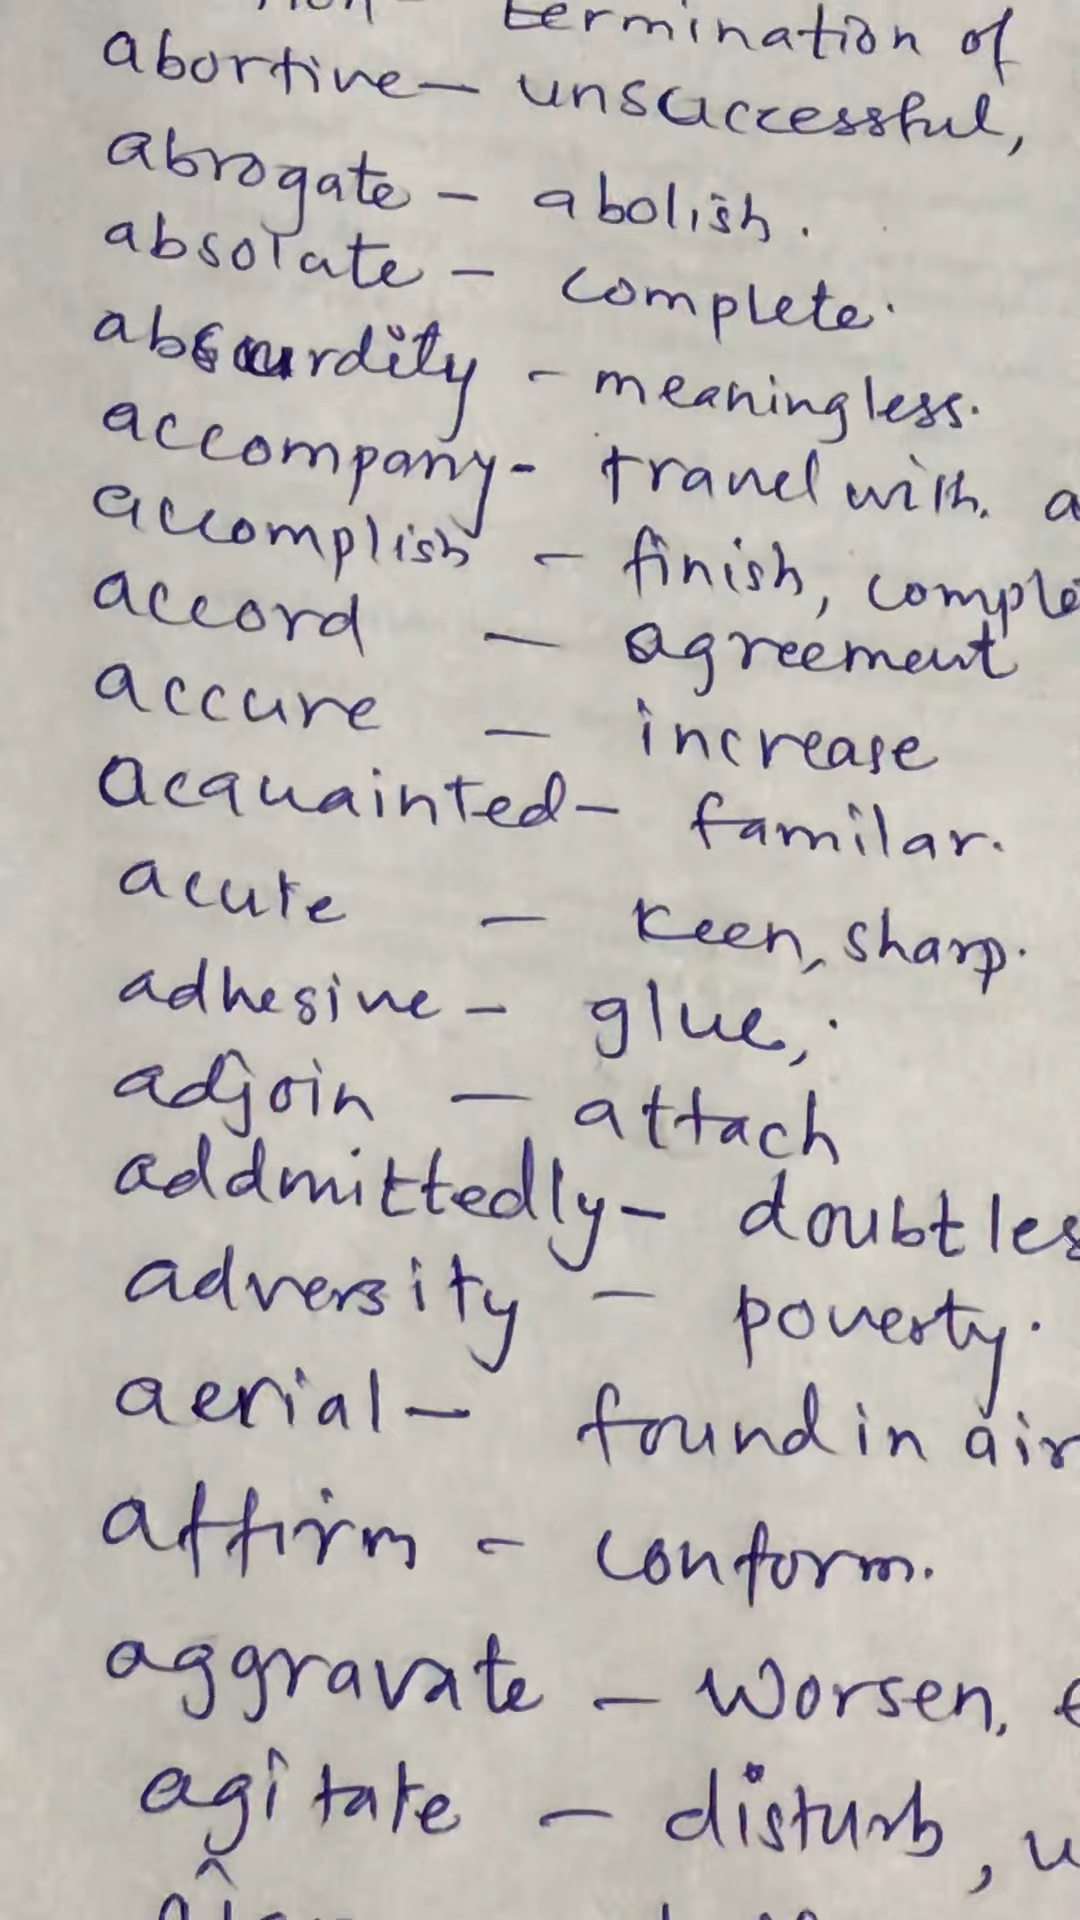 termination of
abortive — unsuccessful,
abrogate – abolish.
absolate – complete.
absurdity – meaningless.
accompany - travel with. a
accomplish – finish, comple
accord — agreement
accure — increase
acquainted – familar.
acute – keen, sharp.
adhesive – glue,.
adjoin — attach
addmittedly – doubtles
adversity – poverty.
aerial – found in air
affirm – conform.
aggravate – worsen,
agitate – disturb, u